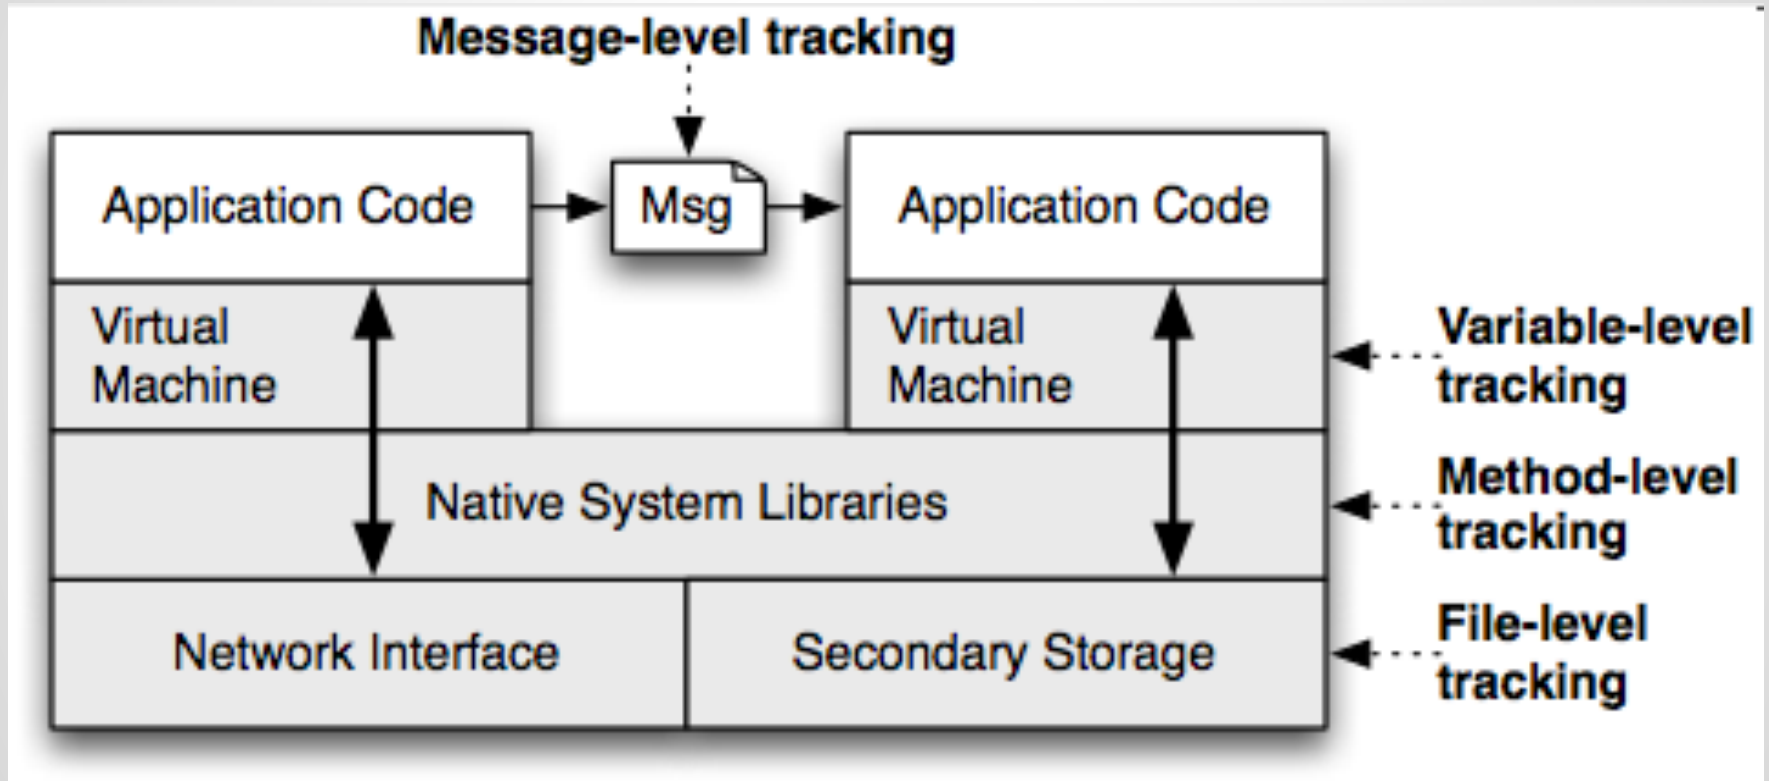 Message-level tracking
Application Code
Msg
Application Code
Virtual
Machine
Virtual
Machine
Variable-level
tracking
Native System Libraries
Method-level
tracking
Network Interface
Secondary Storage
File-level
tracking